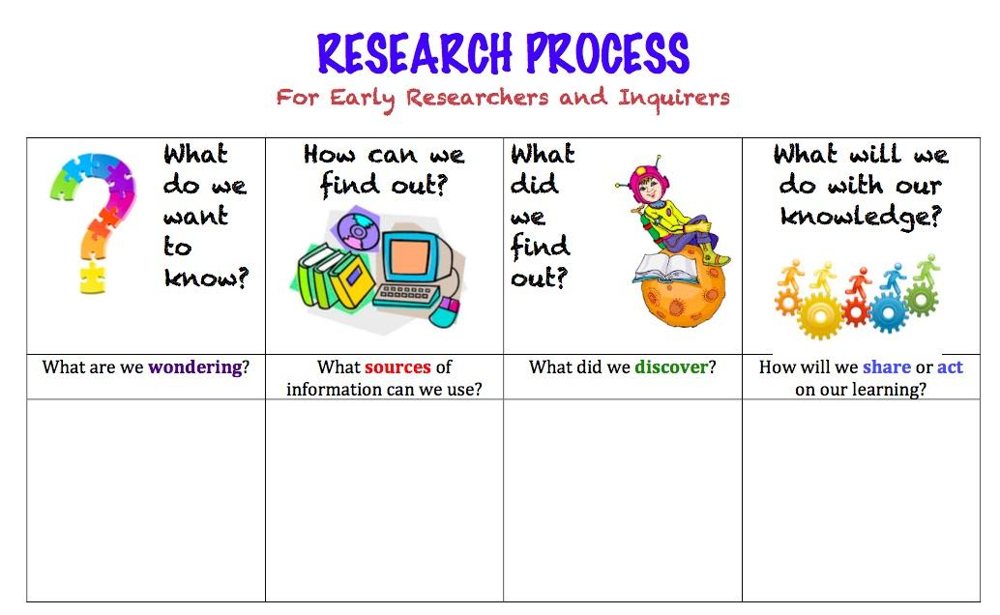 RESEARCH PROCESS
For Early Researchers and Inquirers
What
do we
want
to
know?
How can we
find out?
What
did
we
find
out?
What will we
do with our
knowledge?
What are we wondering?
What sources of
information can we use?
What did we discover?
How will we share or act
on our learning?